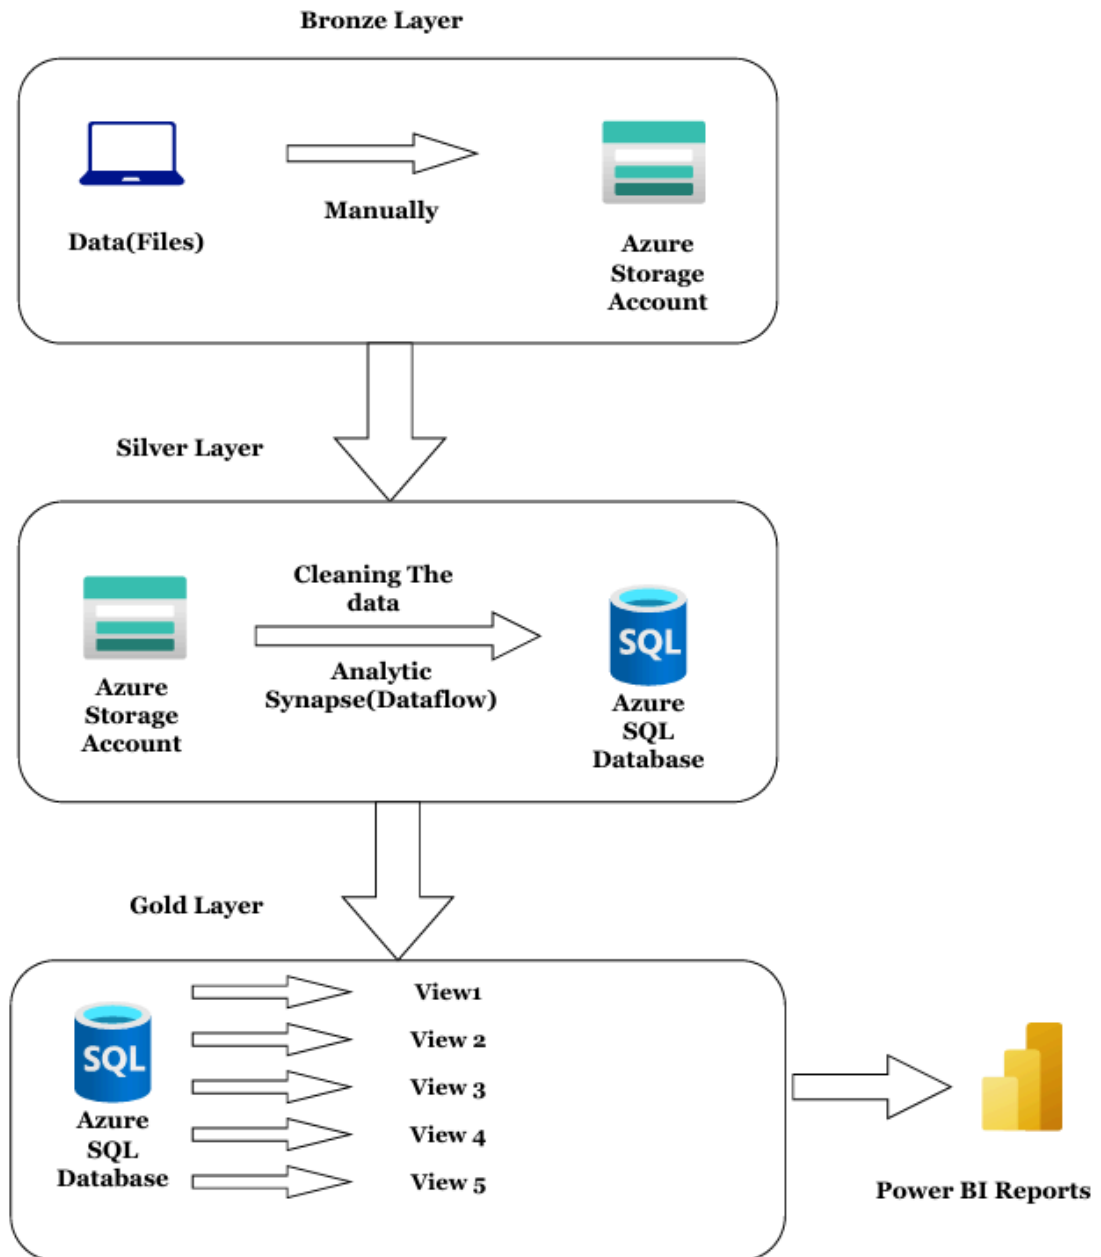 Bronze Layer
Data(Files)
Manually
Azure
Storage
Account
Silver Layer
Azure
Storage
Account
Cleaning The
data
Analytic
Synapse(Dataflow)
SQL
Azure
SQL
Database
Gold Layer
SQL
Azure
SQL
Database
View1
View 2
View 3
View 4
View 5
Power BI Reports